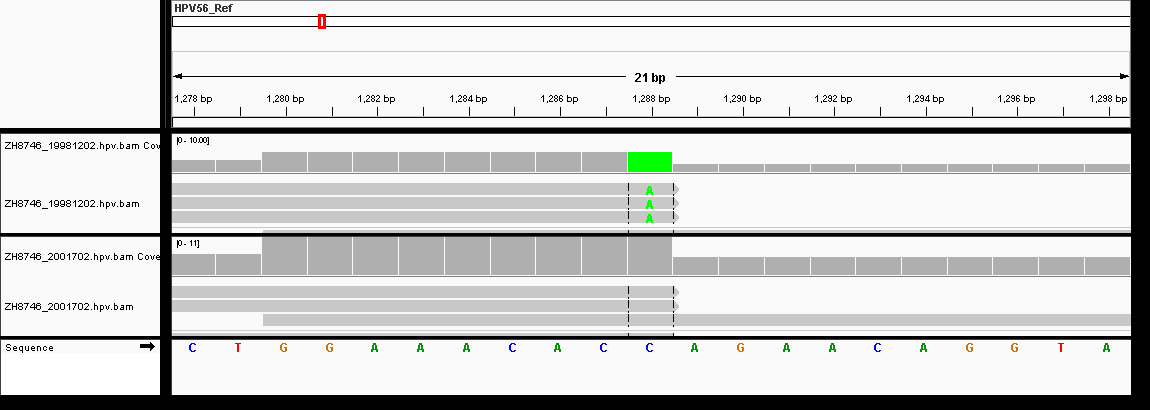 HPV56_Ref
21 bp
1,278 bp 1,280 bp 1,282 bp 1,284 bp 1,286 bp 1,288 bp 1,290 bp 1,292 bp 1,294 bp 1,296 bp 1,298 bp
ZH8746_19981202.hpv.bam Cov
[0 - 10.00]
ZH8746_19981202.hpv.bam
A
A
A
ZH8746_2001702.hpv.bam Cove
[0 - 11]
ZH8746_2001702.hpv.bam
Sequence C T G G A A A C A C C A G A A C A G G T A